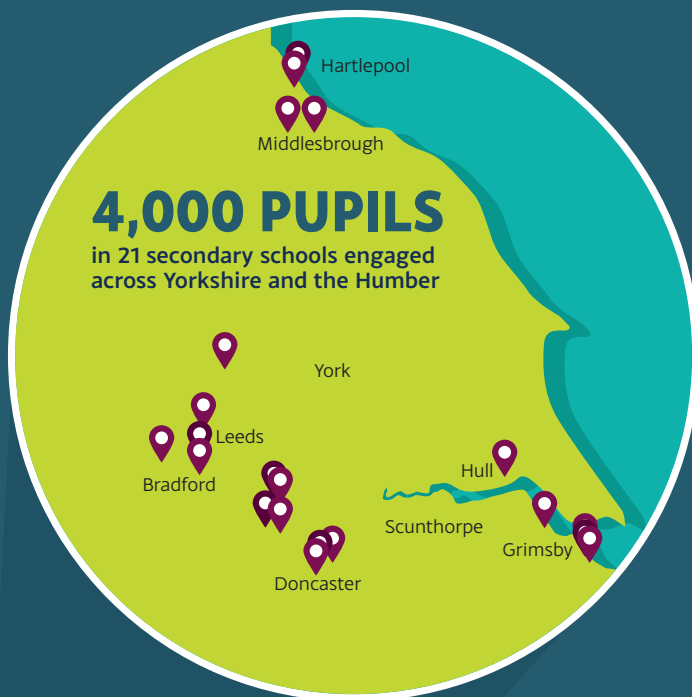 Hartlepool
Middlesbrough
4,000 PUPILS
in 21 secondary schools engaged
across Yorkshire and the Humber
York
Leeds
Bradford
Hull
Scunthorpe
Grimsby
Doncaster